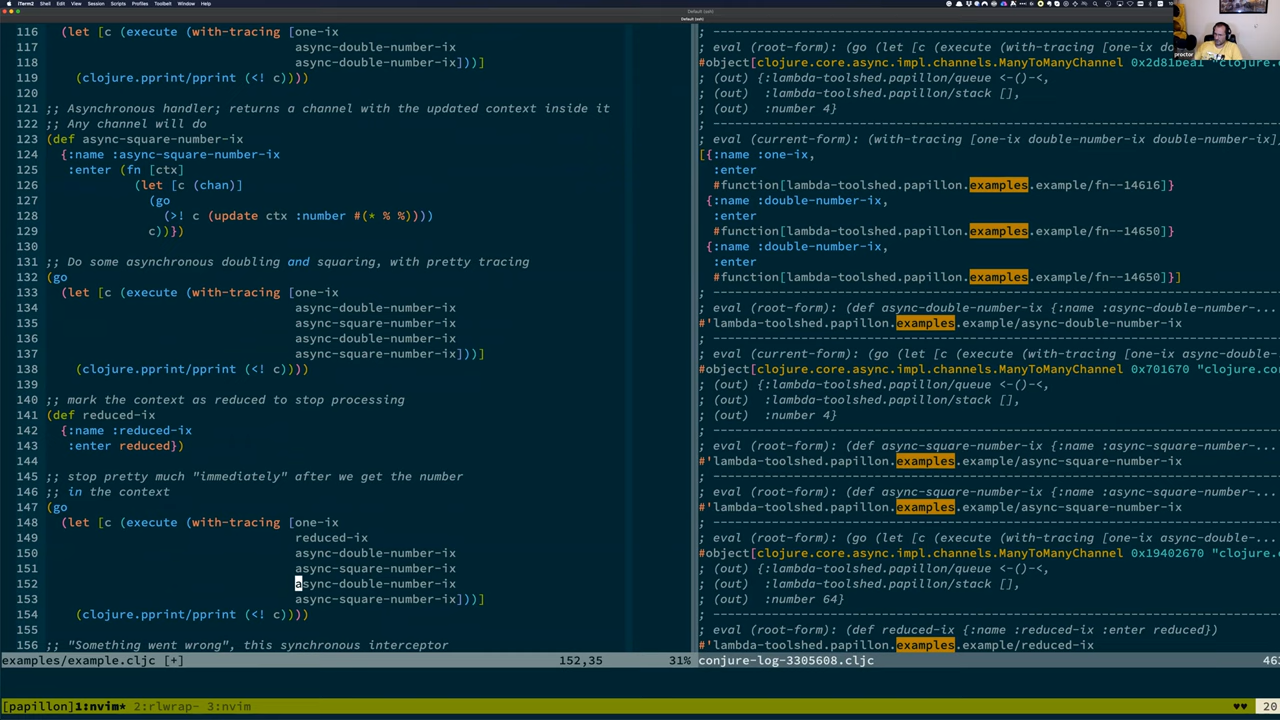 iTerm2 Shell Edit View Session Scripts Profiles Toolbelt Window Help
Default (ssh)
Default (ssh)
116 (let [c (execute (with-tracing [one-ix
117 async-double-number-ix
118 async-double-number-ix]))]
119 (clojure.pprint/pprint (<! c))))
120
121 ;; Asynchronous handler; returns a channel with the updated context inside it
122 ;; Any channel will do
123 (def async-square-number-ix
124 {:name :async-square-number-ix
125 :enter (fn [ctx]
126 (let [c (chan)]
127 (go
128 (>! c (update ctx :number #(* % %))))
129 c))})
130
131 ;; Do some asynchronous doubling and squaring, with pretty tracing
132 (go
133 (let [c (execute (with-tracing [one-ix
134 async-double-number-ix
135 async-square-number-ix
136 async-double-number-ix
137 async-square-number-ix]))]
138 (clojure.pprint/pprint (<! c))))
139
140 ;; mark the context as reduced to stop processing
141 (def reduced-ix
142 {:name :reduced-ix
143 :enter reduced})
144
145 ;; stop pretty much "immediately" after we get the number
146 ;; in the context
147 (go
148 (let [c (execute (with-tracing [one-ix
149 reduced-ix
150 async-double-number-ix
151 async-square-number-ix
152 async-double-number-ix
153 async-square-number-ix]))]
154 (clojure.pprint/pprint (<! c))))
155
156 ;; "Something went wrong", this synchronous interceptor
examples/example.cljc [+] 152,35 31%
; --------------------------------------------------------------------------------
; eval (root-form): (go (let [c (execute (with-tracing [one-ix do
#object[clojure.core.async.impl.channels.ManyToManyChannel 0x2d81bea1 "clojure.c
; (out) {:lambda-toolshed.papillon/queue <-()-<,
; (out) :lambda-toolshed.papillon/stack [],
; (out) :number 4}
; --------------------------------------------------------------------------------
; eval (current-form): (with-tracing [one-ix double-number-ix double-number-ix]
[{:name :one-ix,
:enter
#function[lambda-toolshed.papillon.examples.example/fn--14616]}
{:name :double-number-ix,
:enter
#function[lambda-toolshed.papillon.examples.example/fn--14650]}
{:name :double-number-ix,
:enter
#function[lambda-toolshed.papillon.examples.example/fn--14650]}]
; --------------------------------------------------------------------------------
; eval (root-form): (def async-double-number-ix {:name :async-double-number-...
#'lambda-toolshed.papillon.examples.example/async-double-number-ix
; --------------------------------------------------------------------------------
; eval (current-form): (go (let [c (execute (with-tracing [one-ix async-double-
#object[clojure.core.async.impl.channels.ManyToManyChannel 0x701670 "clojure.cor
; (out) {:lambda-toolshed.papillon/queue <-()-<,
; (out) :lambda-toolshed.papillon/stack [],
; (out) :number 4}
; --------------------------------------------------------------------------------
; eval (root-form): (def async-square-number-ix {:name :async-square-number-...
#'lambda-toolshed.papillon.examples.example/async-square-number-ix
; --------------------------------------------------------------------------------
; eval (root-form): (def async-square-number-ix {:name :async-square-number-...
#'lambda-toolshed.papillon.examples.example/async-square-number-ix
; --------------------------------------------------------------------------------
; eval (root-form): (go (let [c (execute (with-tracing [one-ix async-double-...
#object[clojure.core.async.impl.channels.ManyToManyChannel 0x19402670 "clojure.c
; (out) {:lambda-toolshed.papillon/queue <-()-<,
; (out) :lambda-toolshed.papillon/stack [],
; (out) :number 64}
; --------------------------------------------------------------------------------
; eval (root-form): (def reduced-ix {:name :reduced-ix :enter reduced})
#'lambda-toolshed.papillon.examples.example/reduced-ix
conjure-log-3305608.cljc 463
proctor
[papillon]1:nvim* 2:rlwrap- 3:nvim ♥♥ 20